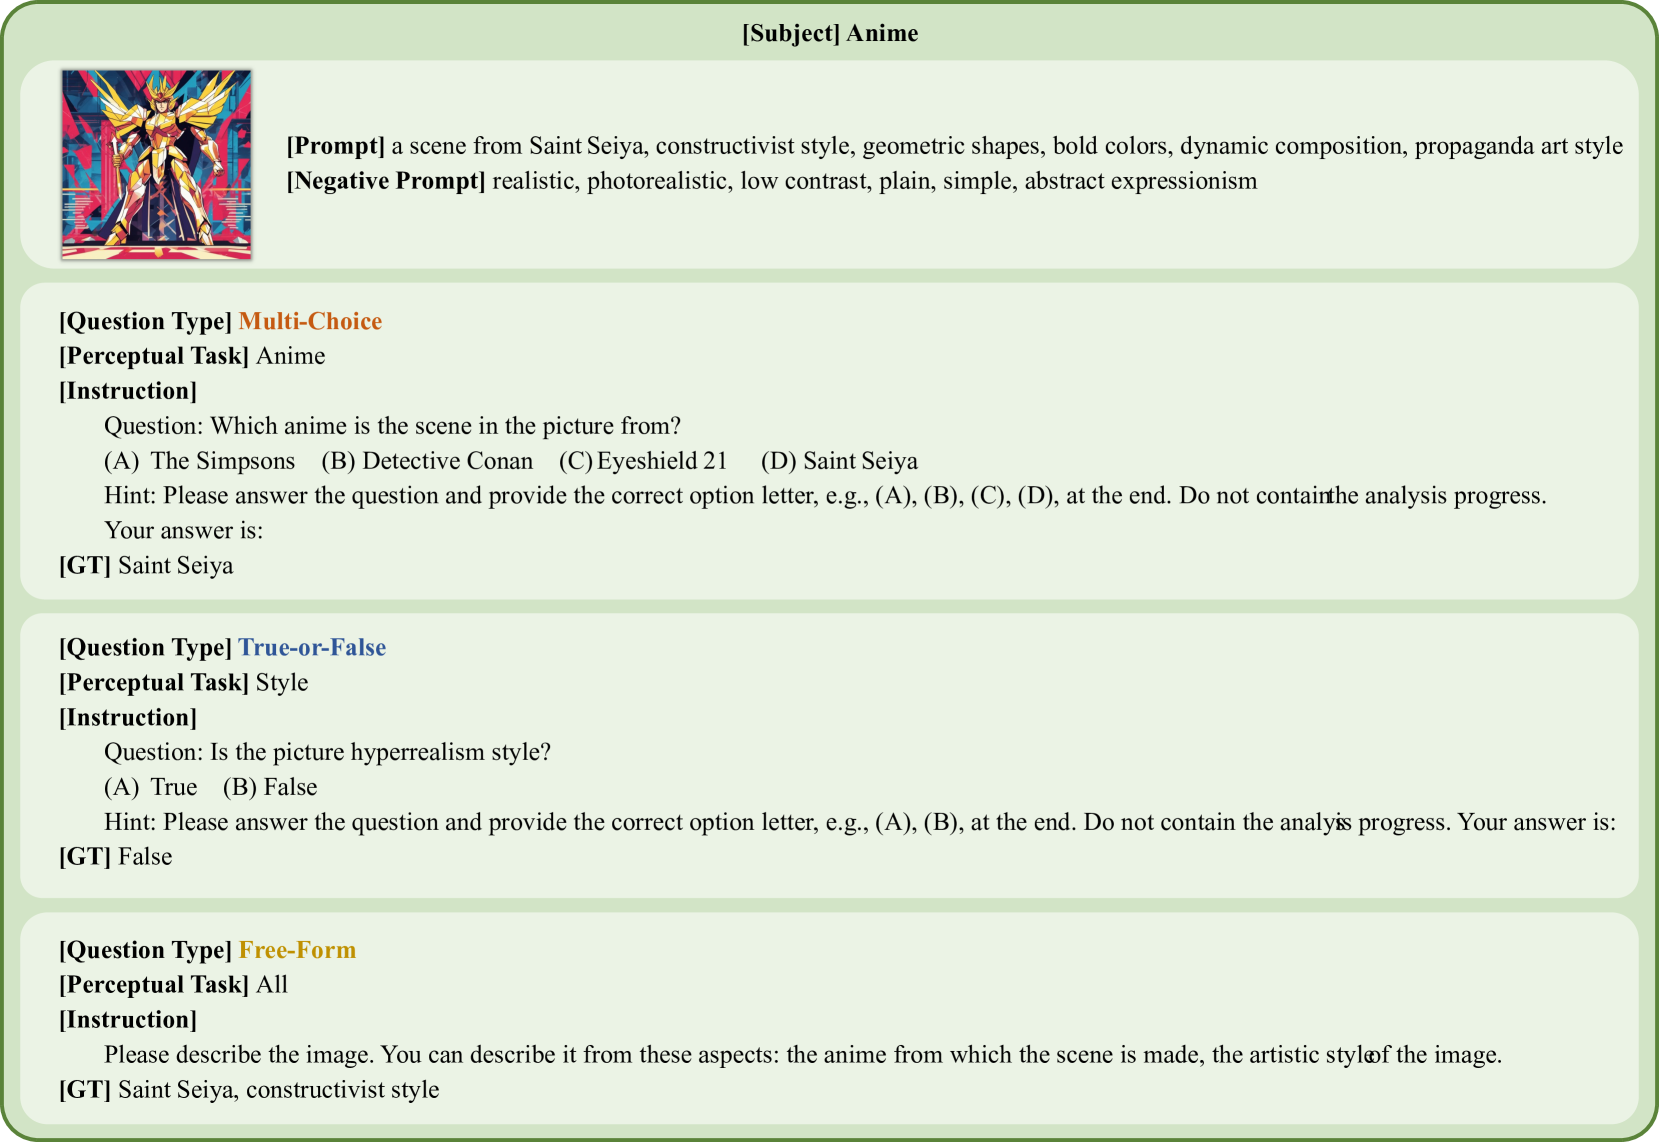 [Subject] Anime
[Prompt] a scene from Saint Seiya, constructivist style, geometric shapes, bold colors, dynamic composition, propaganda art style
[Negative Prompt] realistic, photorealistic, low contrast, plain, simple, abstract expressionism
[Question Type] Multi-Choice
[Perceptual Task] Anime
[Instruction]
Question: Which anime is the scene in the picture from?
(A) The Simpsons (B) Detective Conan (C) Eyeshield 21 (D) Saint Seiya
Hint: Please answer the question and provide the correct option letter, e.g., (A), (B), (C), (D), at the end. Do not contain the analysis progress.
Your answer is:
[GT] Saint Seiya
[Question Type] True-or-False
[Perceptual Task] Style
[Instruction]
Question: Is the picture hyperrealism style?
(A) True (B) False
Hint: Please answer the question and provide the correct option letter, e.g., (A), (B), at the end. Do not contain the analysis progress. Your answer is:
[GT] False
[Question Type] Free-Form
[Perceptual Task] All
[Instruction]
Please describe the image. You can describe it from these aspects: the anime from which the scene is made, the artistic style of the image.
[GT] Saint Seiya, constructivist style